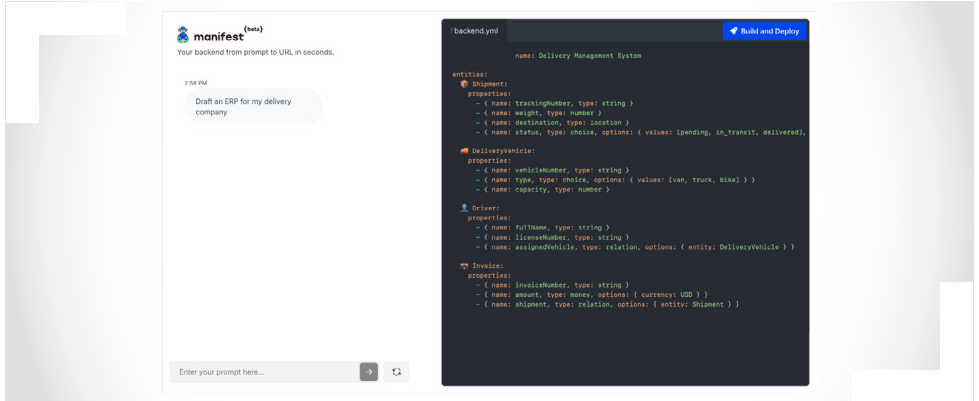 manifest {beta}
Your backend from prompt to URL in seconds.
2:58 PM
Draft an ERP for my delivery
company
Enter your prompt here...
/ backend.yml
Build and Deploy
name: Delivery Management System
entities:
📦 Shipment:
properties:
- { name: trackingNumber, type: string }
- { name: weight, type: number }
- { name: destination, type: location }
- { name: status, type: choice, options: { values: [pending, in_transit, delivered],
🚚 DeliveryVehicle:
properties:
- { name: vehicleNumber, type: string }
- { name: type, type: choice, options: { values: [van, truck, bike] } }
- { name: capacity, type: number }
👤 Driver:
properties:
- { name: fullName, type: string }
- { name: licenseNumber, type: string }
- { name: assignedVehicle, type: relation, options: { entity: DeliveryVehicle } }
Invoice:
properties:
- { name: invoiceNumber, type: string }
- { name: amount, type: money, options: { currency: USD } }
- { name: shipment, type: relation, options: { entity: Shipment } }